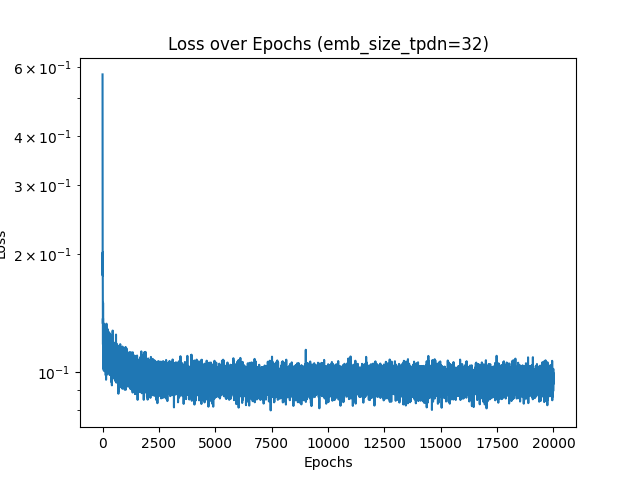 Loss over Epochs (emb_size_tpdn=32)
6 × 10⁻¹
4 × 10⁻¹
3 × 10⁻¹
2 × 10⁻¹
10⁻¹
Loss
0 2500 5000 7500 10000 12500 15000 17500 20000
Epochs